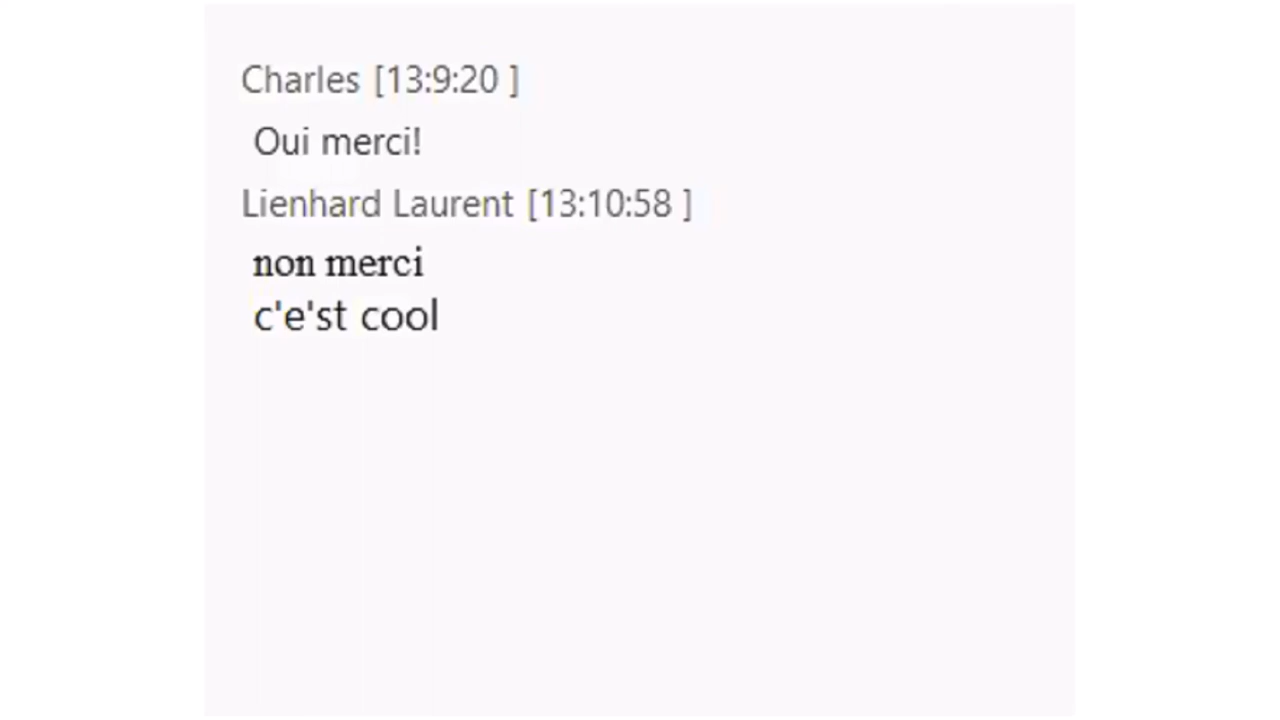 Charles [13:9:20 ]
Oui merci!
Lienhard Laurent [13:10:58 ]
non merci
c'e'st cool